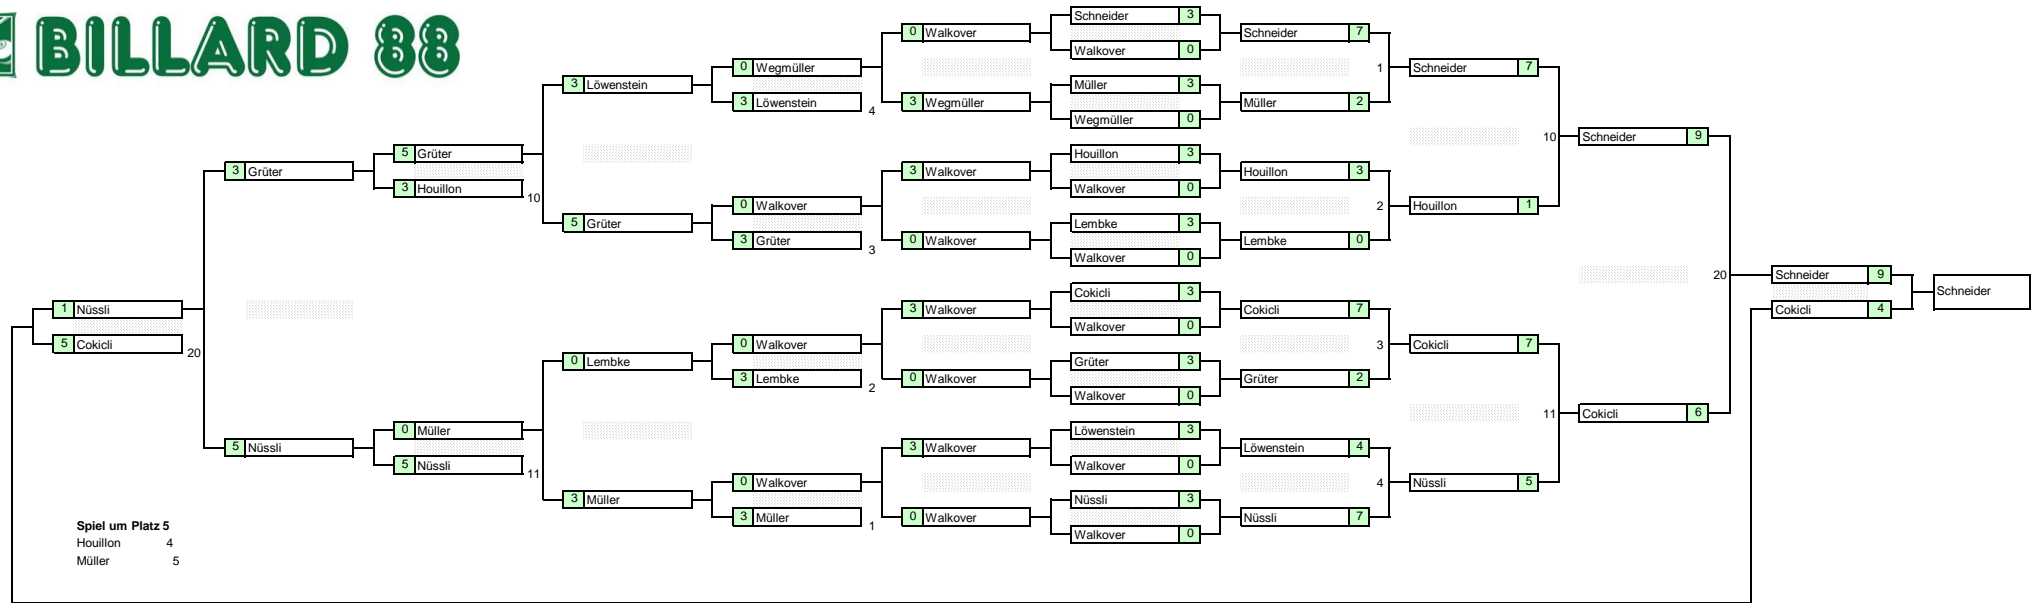 BILLARD 88
Schneider 3
0 Walkover Schneider 7
Walkover 0
0 Wegmüller 1 Schneider 7
3 Löwenstein Müller 3
3 Löwenstein 3 Wegmüller Müller 2
4
Wegmüller 0
10 Schneider 9
5 Grüter Houillon 3
3 Grüter 3 Walkover Houillon 3
3 Houillon Walkover 0
10 0 Walkover 2 Houillon 1
5 Grüter Lembke 3
3 Grüter 0 Walkover Lembke 0
3
Walkover 0
20 Schneider 9
Schneider
Cokicli 3
1 Nüssli 3 Walkover Cokicli 7 Cokicli 4
Walkover 0
5 Cokicli 0 Walkover 3 Cokicli 7
20
0 Lembke Grüter 3
3 Lembke 0 Walkover Grüter 2
2
Walkover 0
11 Cokicli 6
0 Müller Löwenstein 3
5 Nüssli 3 Walkover Löwenstein 4
5 Nüssli Walkover 0
11 0 Walkover 4 Nüssli 5
3 Müller Nüssli 3
3 Müller 0 Walkover Nüssli 7
1
Spiel um Platz 5
Walkover 0
Houillon 4
Müller 5